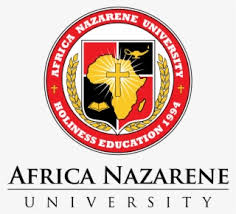 AFRICA NAZARENE UNIVERSITY
HOLINESS EDUCATION 1994
AFRICA NAZARENE
UNIVERSITY